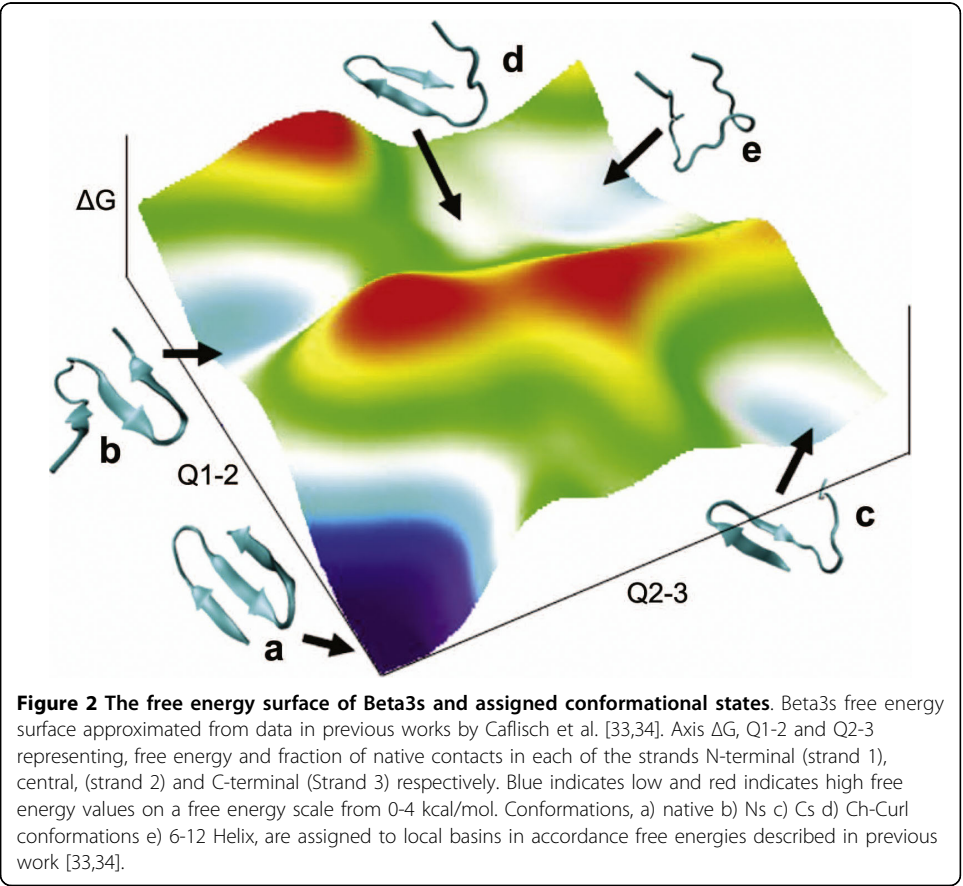 d
e
ΔG
b
Q1-2
c
Q2-3
a
Figure 2 The free energy surface of Beta3s and assigned conformational states. Beta3s free energy
surface approximated from data in previous works by Caflisch et al. [33,34]. Axis ΔG, Q1-2 and Q2-3
representing, free energy and fraction of native contacts in each of the strands N-terminal (strand 1),
central, (strand 2) and C-terminal (Strand 3) respectively. Blue indicates low and red indicates high free
energy values on a free energy scale from 0-4 kcal/mol. Conformations, a) native b) Ns c) Cs d) Ch-Curl
conformations e) 6-12 Helix, are assigned to local basins in accordance free energies described in previous
work [33,34].